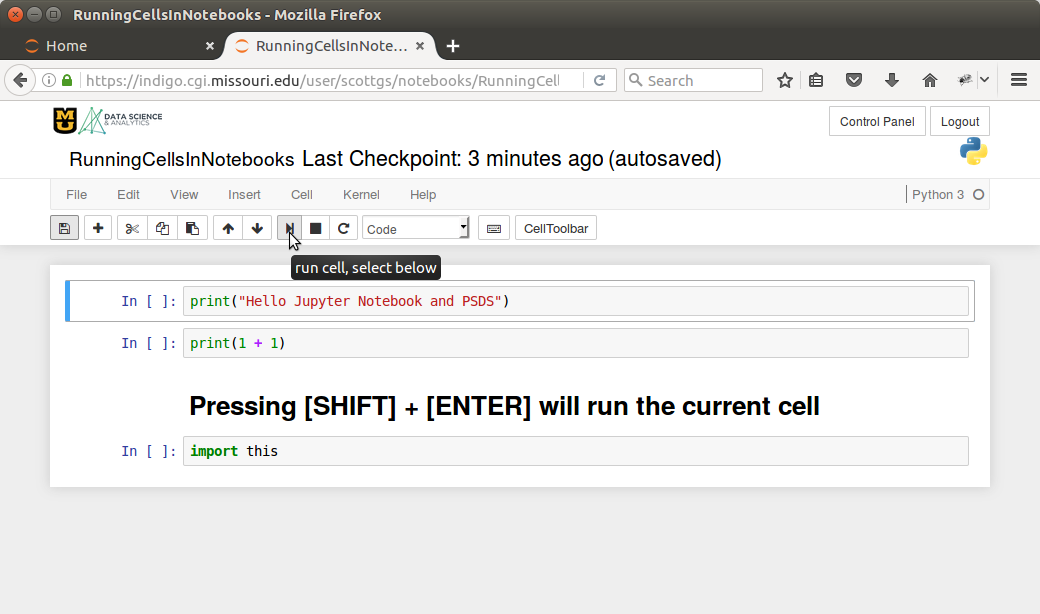 RunningCellsInNotebooks - Mozilla Firefox
Home
RunningCellsInNote...
https://indigo.cgi.missouri.edu/user/scottgs/notebooks/RunningCell
Search
MU
DATA SCIENCE
& ANALYTICS
Control Panel
Logout
RunningCellsInNotebooks Last Checkpoint: 3 minutes ago (autosaved)
File Edit View Insert Cell Kernel Help Python 3
Code CellToolbar
run cell, select below
In [ ]: print("Hello Jupyter Notebook and PSDS")
In [ ]: print(1 + 1)
Pressing [SHIFT] + [ENTER] will run the current cell
In [ ]: import this